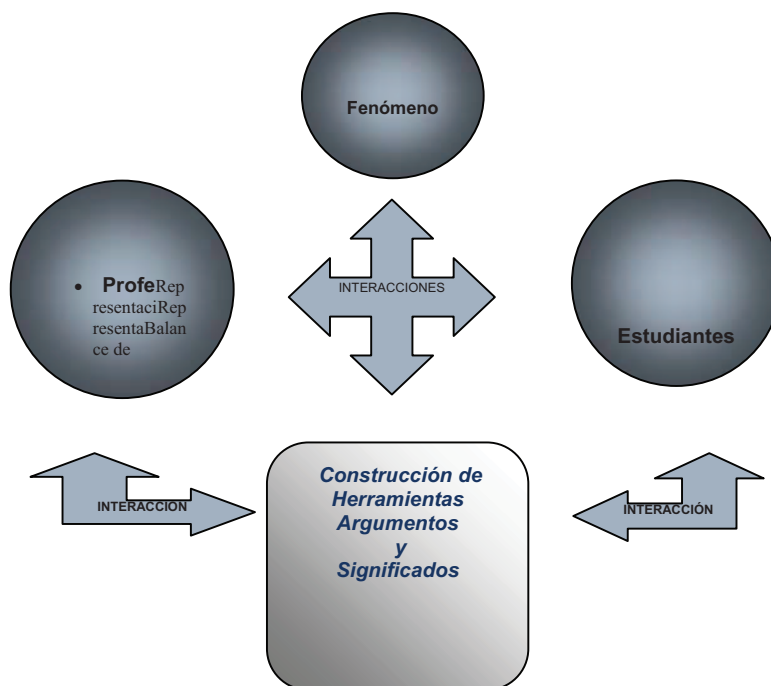 Fenómeno
• ProfeRep
resentaciRep
resentaBalan
ce de
INTERACCIONES
Estudiantes
Construcción de
Herramientas
Argumentos
y
Significados
INTERACCION
INTERACCIÓN